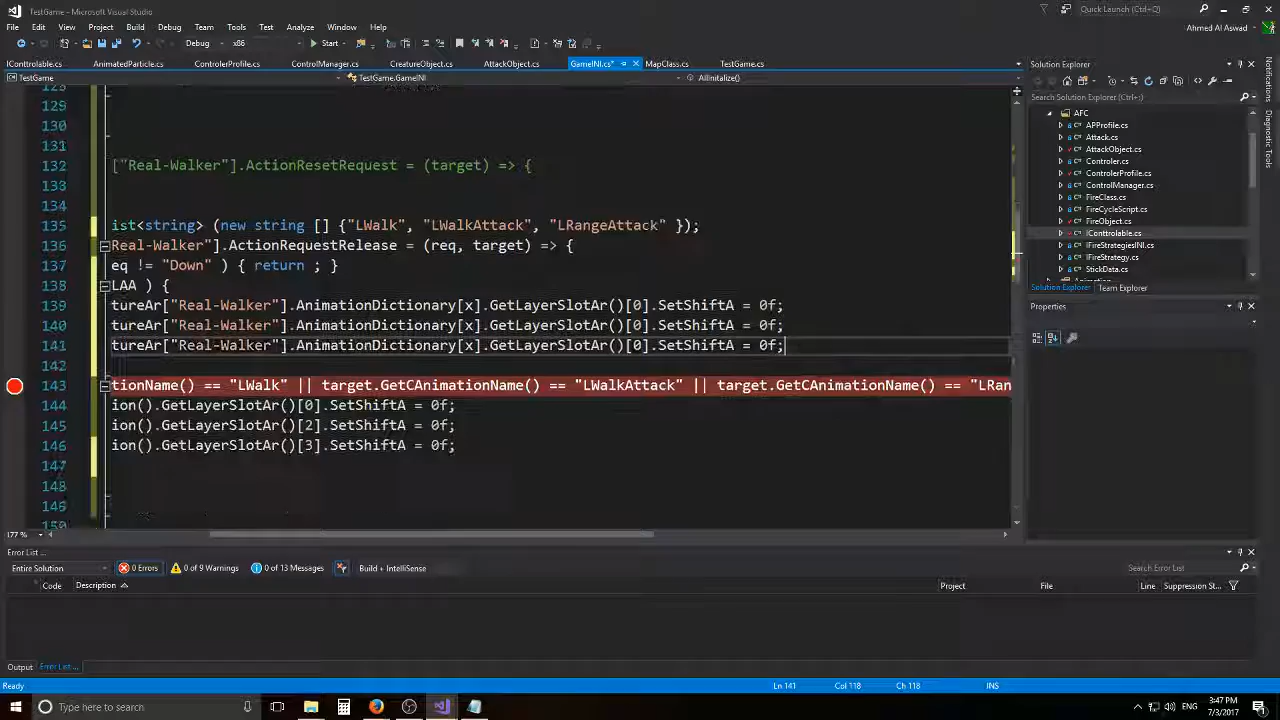 TestGame - Microsoft Visual Studio
Quick Launch (Ctrl+;)
File Edit View Project Build Debug Team Tools Test Analyze Window Help
Ahmed Al Aswad
Debug x86 Start
IControlable.cs AnimatedParticle.cs ControlerProfile.cs ControlManager.cs CreatureObject.cs AttackObject.cs GameINI.cs* MapClass.cs TestGame.cs
TestGame TestGame.GameINI AllInitalize()
128
129
130
131
132 ["Real-Walker"].ActionResetRequest = (target) => {
133
134
135 ist<string> (new string [] {"LWalk", "LWalkAttack", "LRangeAttack" });
136 Real-Walker"].ActionRequestRelease = (req, target) => {
137 eq != "Down" ) { return ; }
138 LAA ) {
139 tureAr["Real-Walker"].AnimationDictionary[x].GetLayerSlotAr()[0].SetShiftA = 0f;
140 tureAr["Real-Walker"].AnimationDictionary[x].GetLayerSlotAr()[0].SetShiftA = 0f;
141 tureAr["Real-Walker"].AnimationDictionary[x].GetLayerSlotAr()[0].SetShiftA = 0f;
142
143 tionName() == "LWalk" || target.GetCAnimationName() == "LWalkAttack" || target.GetCAnimationName() == "LRan
144 ion().GetLayerSlotAr()[0].SetShiftA = 0f;
145 ion().GetLayerSlotAr()[2].SetShiftA = 0f;
146 ion().GetLayerSlotAr()[3].SetShiftA = 0f;
147
148
149
150
177 %
Solution Explorer
Search Solution Explorer (Ctrl+;)
AFC
APProfile.cs
Attack.cs
AttackObject.cs
Controler.cs
ControlerProfile.cs
ControlManager.cs
FireClass.cs
FireCycleScript.cs
FireObject.cs
IControlable.cs
IFireStrategiesINI.cs
IFireStrategy.cs
StickData.cs
Solution Explorer Team Explorer
Properties
Notifications
Diagnostic Tools
Error List ...
Entire Solution 0 Errors 0 of 9 Warnings 0 of 13 Messages Build + IntelliSense
Search Error List
Code Description Project File Line Suppression St...
Output Error List ...
Ready Ln 141 Col 118 Ch 118 INS
Type here to search
ENG
3:47 PM
7/3/2017